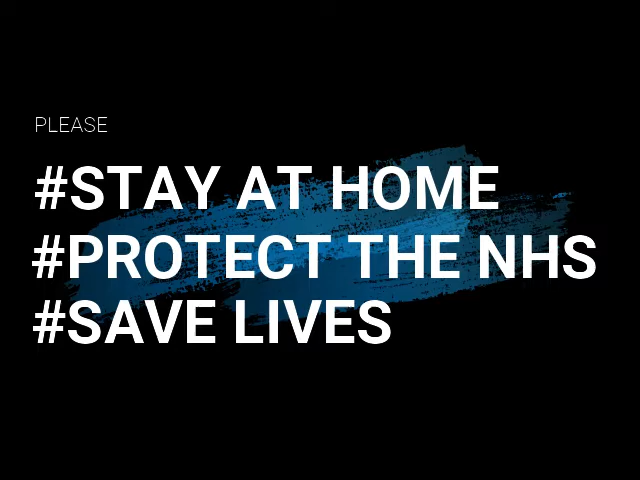 PLEASE
#STAY AT HOME
#PROTECT THE NHS
#SAVE LIVES